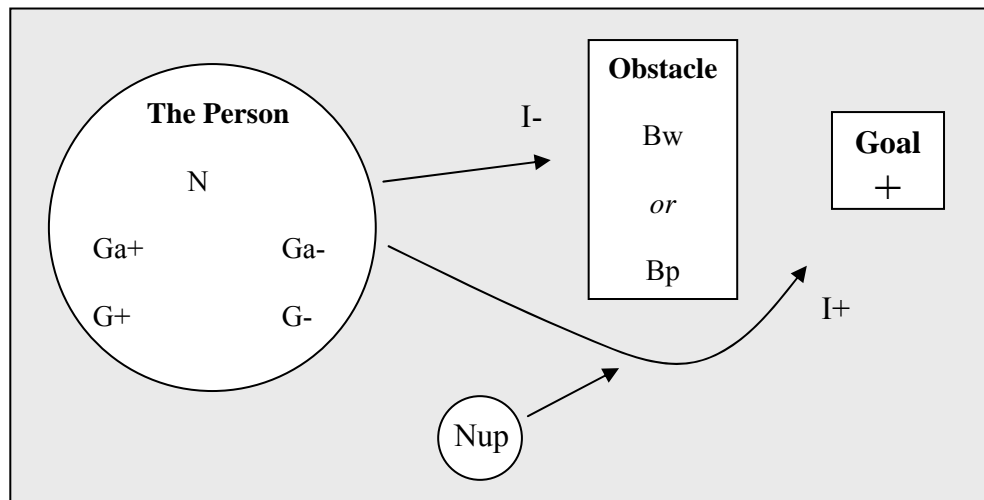 The Person
N
Ga+ Ga-
G+ G-
I-
Obstacle
Bw
or
Bp
Goal
+
I+
Nup